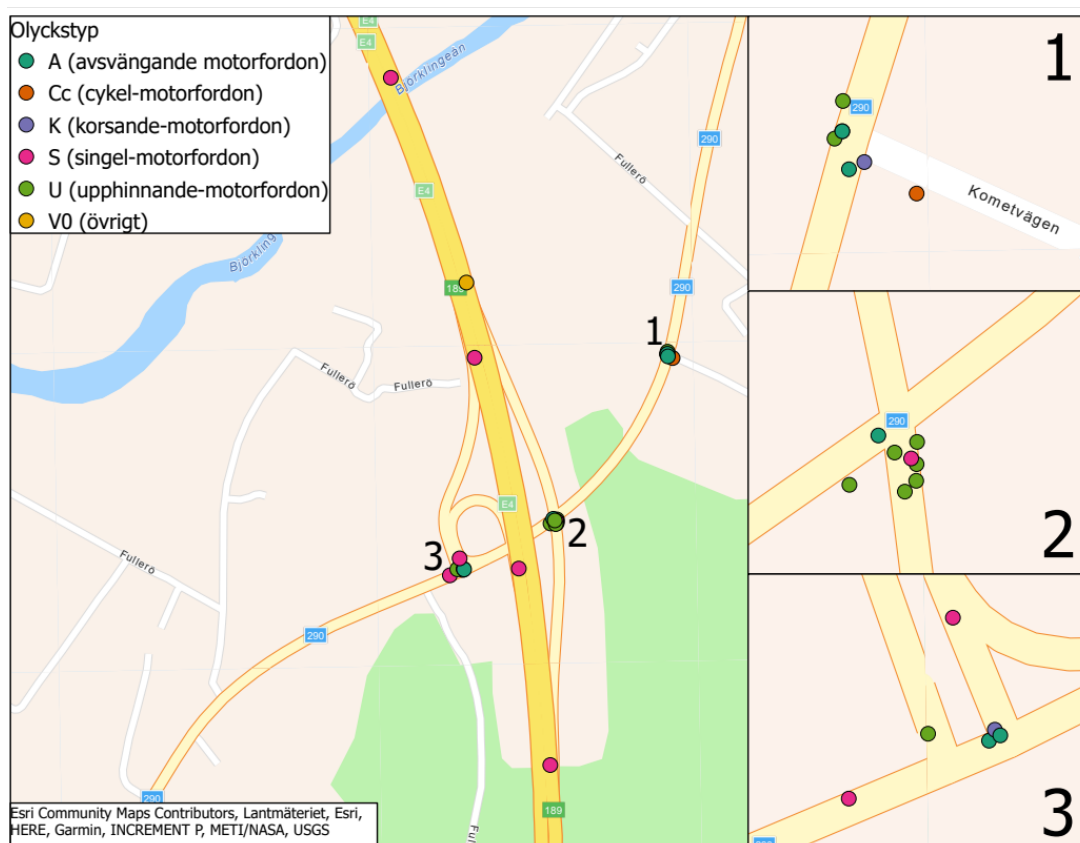 Olyckstyp
A (avsvängande motorfordon)
Cc (cykel-motorfordon)
K (korsande-motorfordon)
S (singel-motorfordon)
U (upphinnande-motorfordon)
V0 (övrigt)
E4
E4
Björklingeån
E4
290
Fullerö
Björkling
189
290
1
Fullerö
Fullerö
E4
2
3
Fullerö
290
290
189
Full
Esri Community Maps Contributors, Lantmäteriet, Esri,
HERE, Garmin, INCREMENT P, METI/NASA, USGS
1
290
Kometvägen
290
2
3